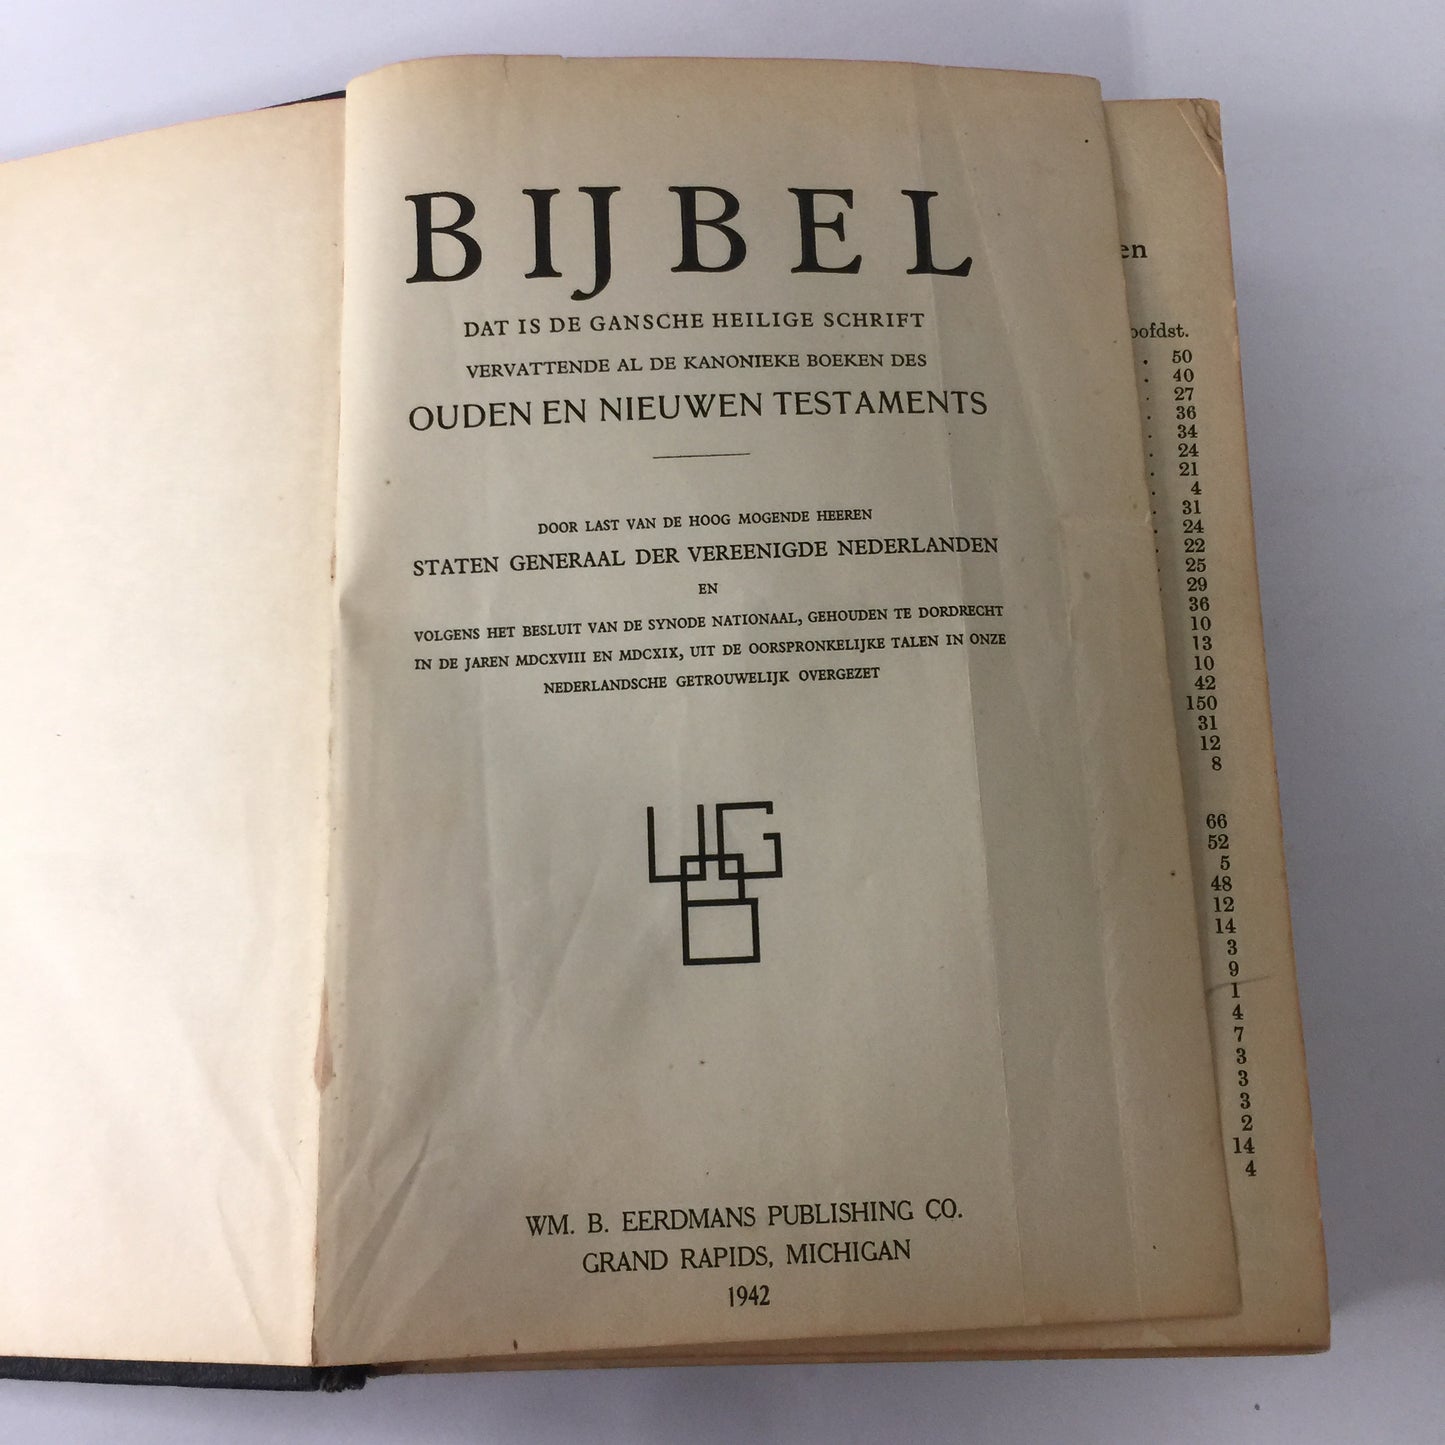 BIJBEL
DAT IS DE GANSCHE HEILIGE SCHRIFT
VERVATTENDE AL DE KANONIEKE BOEKEN DES
OUDEN EN NIEUWEN TESTAMENTS
DOOR LAST VAN DE HOOG MOGENDE HEEREN
STATEN GENERAAL DER VEREENIGDE NEDERLANDEN
EN
VOLGENS HET BESLUIT VAN DE SYNODE NATIONAAL, GEHOUDEN TE DORDRECHT
IN DE JAREN MDCXVIII EN MDCXIX, UIT DE OORSPRONKELIJKE TALEN IN ONZE
NEDERLANDSCHE GETROUWELIJK OVERGEZET
WM. B. EERDMANS PUBLISHING CO.
GRAND RAPIDS, MICHIGAN
1942
en
oofdst.
. 50
. 40
. 27
. 36
. 34
. 24
. 21
. 4
. 31
. 24
. 22
. 25
. 29
36
10
13
10
42
150
31
12
8
66
52
5
48
12
14
3
9
1
4
7
3
3
3
2
14
4